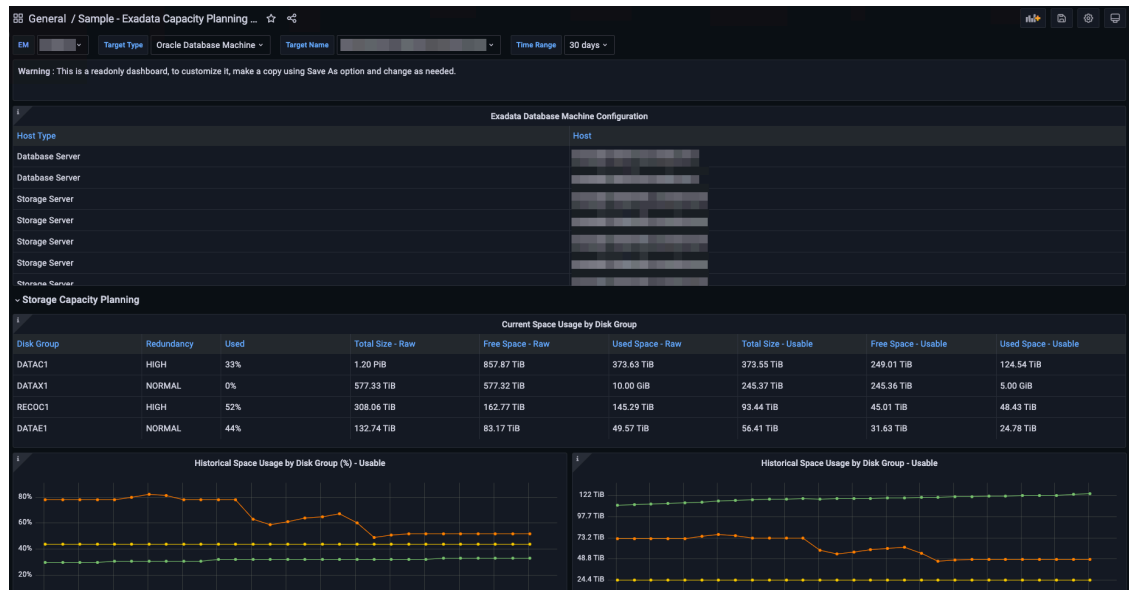 General / Sample - Exadata Capacity Planning ...
EM Target Type Oracle Database Machine Target Name Time Range 30 days
Warning : This is a readonly dashboard, to customize it, make a copy using Save As option and change as needed.
Exadata Database Machine Configuration
Host Type Host
Database Server
Database Server
Storage Server
Storage Server
Storage Server
Storage Server
Storage Server
Storage Capacity Planning
Current Space Usage by Disk Group
Disk Group Redundancy Used Total Size - Raw Free Space - Raw Used Space - Raw Total Size - Usable Free Space - Usable Used Space - Usable
DATAC1 HIGH 33% 1.20 PiB 857.87 TiB 373.63 TiB 373.55 TiB 249.01 TiB 124.54 TiB
DATAX1 NORMAL 0% 577.33 TiB 577.32 TiB 10.00 GiB 245.37 TiB 245.36 TiB 5.00 GiB
RECOC1 HIGH 52% 308.06 TiB 162.77 TiB 145.29 TiB 93.44 TiB 45.01 TiB 48.43 TiB
DATAE1 NORMAL 44% 132.74 TiB 83.17 TiB 49.57 TiB 56.41 TiB 31.63 TiB 24.78 TiB
Historical Space Usage by Disk Group (%) - Usable
80%
60%
40%
20%
Historical Space Usage by Disk Group - Usable
122 TiB
97.7 TiB
73.2 TiB
48.8 TiB
24.4 TiB